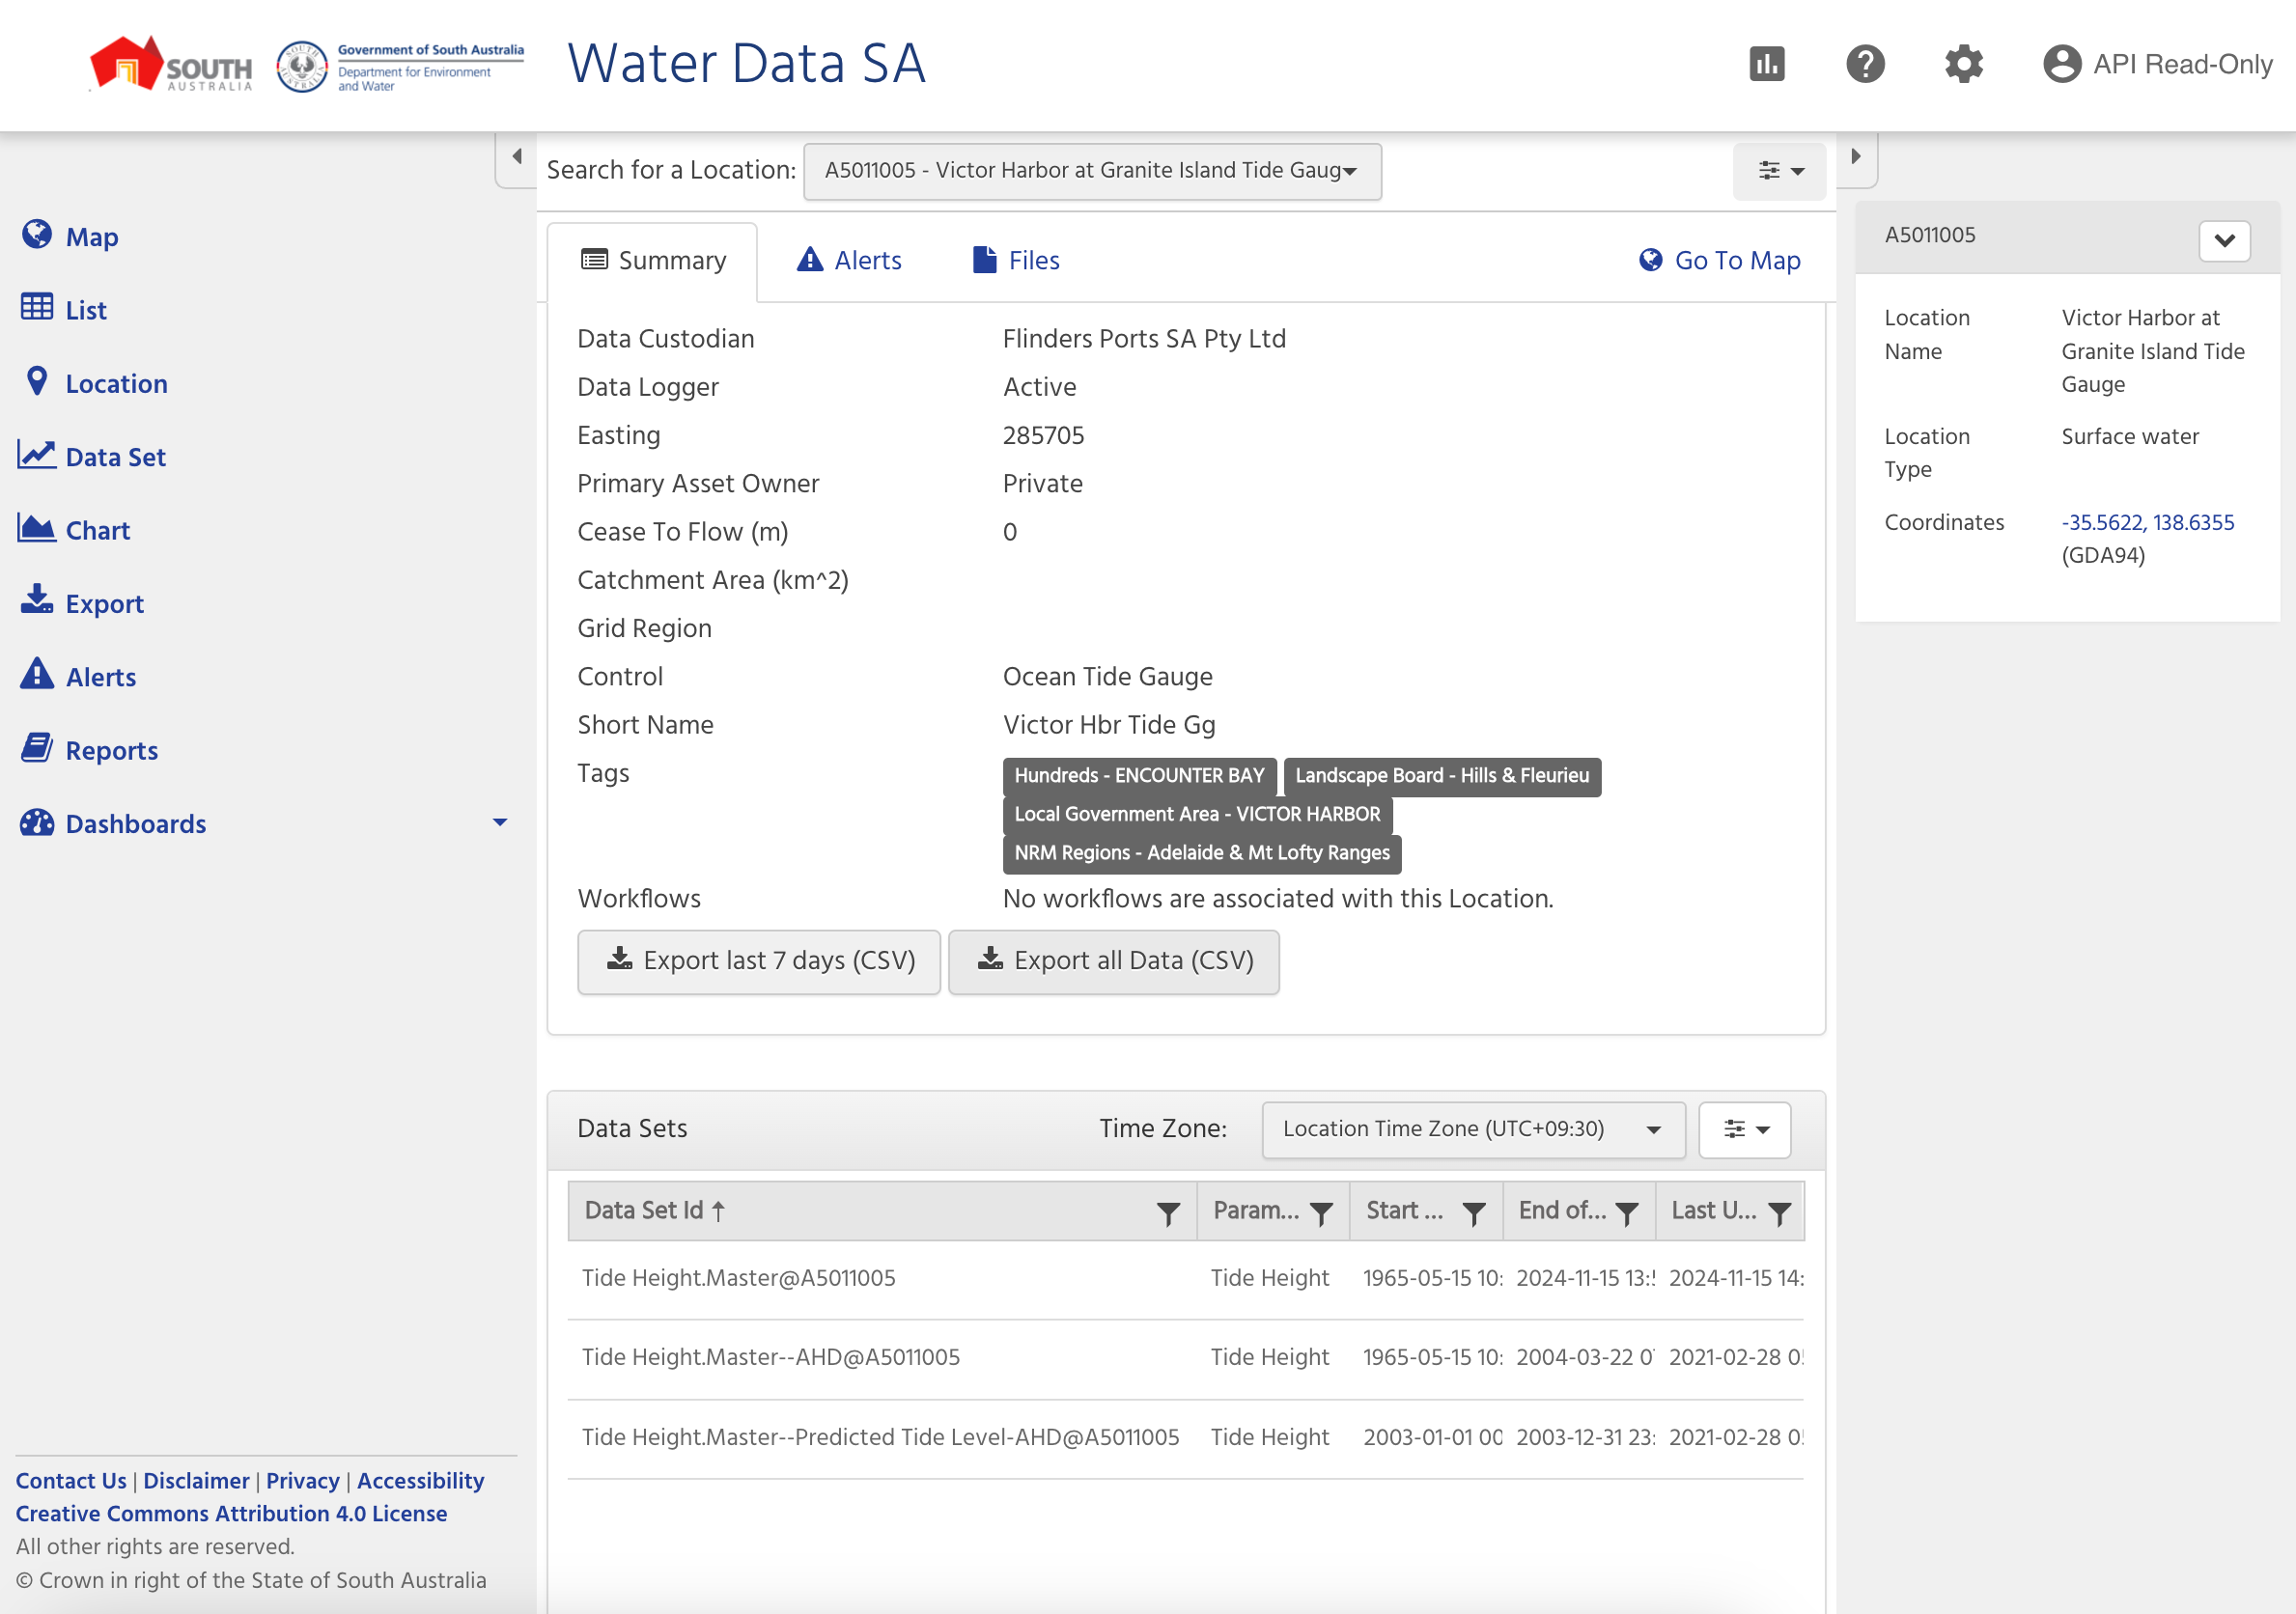 SOUTH
AUSTRALIA
Government of South Australia
Department for Environment
and Water
Water Data SA
API Read-Only
Search for a Location:
A5011005 - Victor Harbor at Granite Island Tide Gaug
Map
List
Location
Data Set
Chart
Export
Alerts
Reports
Dashboards
Contact Us | Disclaimer | Privacy | Accessibility
Creative Commons Attribution 4.0 License
All other rights are reserved.
© Crown in right of the State of South Australia
Summary
Alerts
Files
Go To Map
Data Custodian Flinders Ports SA Pty Ltd
Data Logger Active
Easting 285705
Primary Asset Owner Private
Cease To Flow (m) 0
Catchment Area (km^2)
Grid Region
Control Ocean Tide Gauge
Short Name Victor Hbr Tide Gg
Tags Hundreds - ENCOUNTER BAY Landscape Board - Hills & Fleurieu
Local Government Area - VICTOR HARBOR
NRM Regions - Adelaide & Mt Lofty Ranges
Workflows No workflows are associated with this Location.
Export last 7 days (CSV) Export all Data (CSV)
Data Sets Time Zone: Location Time Zone (UTC+09:30)
Data Set Id ↑ Param... Start ... End of... Last U...
Tide Height.Master@A5011005 Tide Height 1965-05-15 10: 2024-11-15 13: 2024-11-15 14:
Tide Height.Master--AHD@A5011005 Tide Height 1965-05-15 10: 2004-03-22 0 2021-02-28 0
Tide Height.Master--Predicted Tide Level-AHD@A5011005 Tide Height 2003-01-01 00 2003-12-31 23: 2021-02-28 0
A5011005
Location Victor Harbor at
Name Granite Island Tide
Gauge
Location Surface water
Type
Coordinates -35.5622, 138.6355
(GDA94)